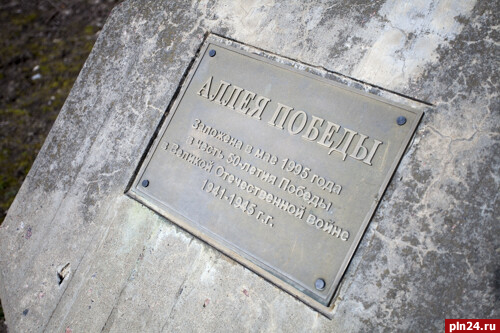 АЛЛЕЯ ПОБЕДЫ
Заложена в мае 1995 года
в честь 50-летия Победы
в Великой Отечественной войне
1941-1945 г.г.
pln24.ru